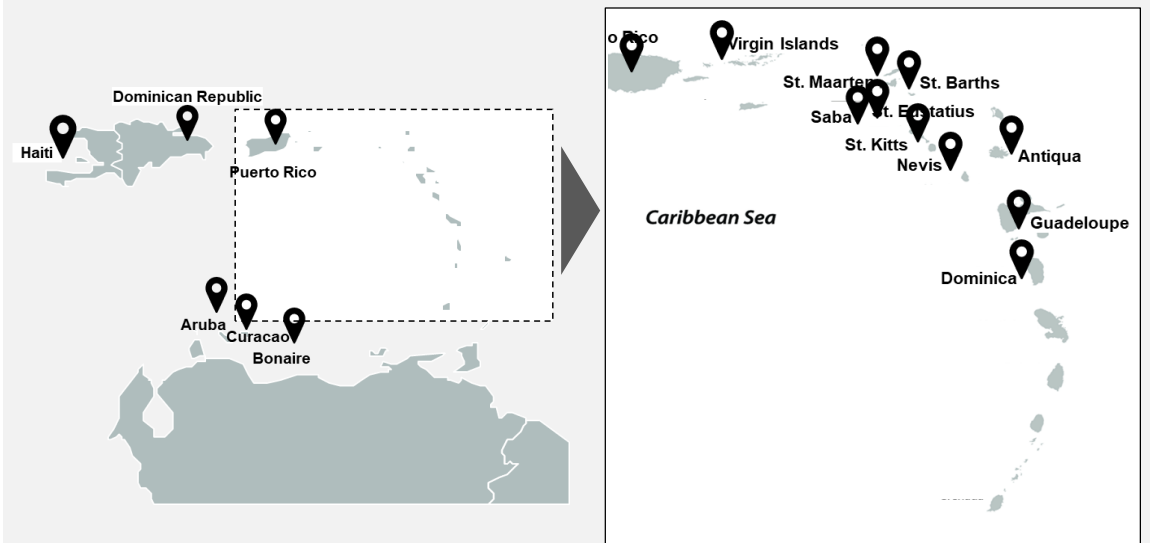 Dominican Republic
Haiti
Puerto Rico
Aruba
Curacao
Bonaire
o Rico
Virgin Islands
St. Maarten
St. Barths
Saba
St. Eustatius
St. Kitts
Nevis
Antiqua
Caribbean Sea
Guadeloupe
Dominica